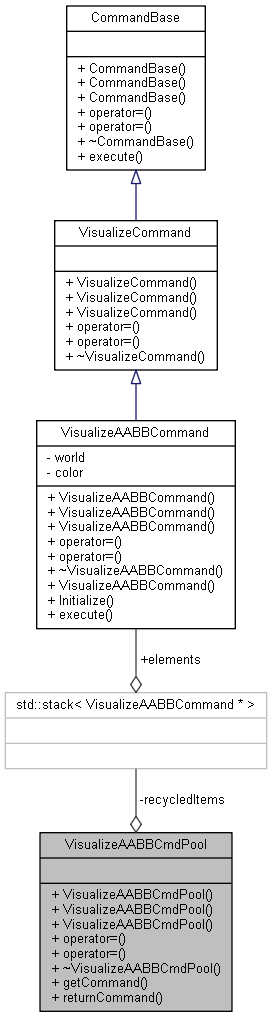 CommandBase
+ CommandBase()
+ CommandBase()
+ CommandBase()
+ operator=()
+ operator=()
+ ~CommandBase()
+ execute()
VisualizeCommand
+ VisualizeCommand()
+ VisualizeCommand()
+ VisualizeCommand()
+ operator=()
+ operator=()
+ ~VisualizeCommand()
VisualizeAABBCommand
- world
- color
+ VisualizeAABBCommand()
+ VisualizeAABBCommand()
+ VisualizeAABBCommand()
+ operator=()
+ operator=()
+ ~VisualizeAABBCommand()
+ VisualizeAABBCommand()
+ Initialize()
+ execute()
+elements
std::stack< VisualizeAABBCommand * >
-recycledItems
VisualizeAABBCmdPool
+ VisualizeAABBCmdPool()
+ VisualizeAABBCmdPool()
+ VisualizeAABBCmdPool()
+ operator=()
+ operator=()
+ ~VisualizeAABBCmdPool()
+ getCommand()
+ returnCommand()